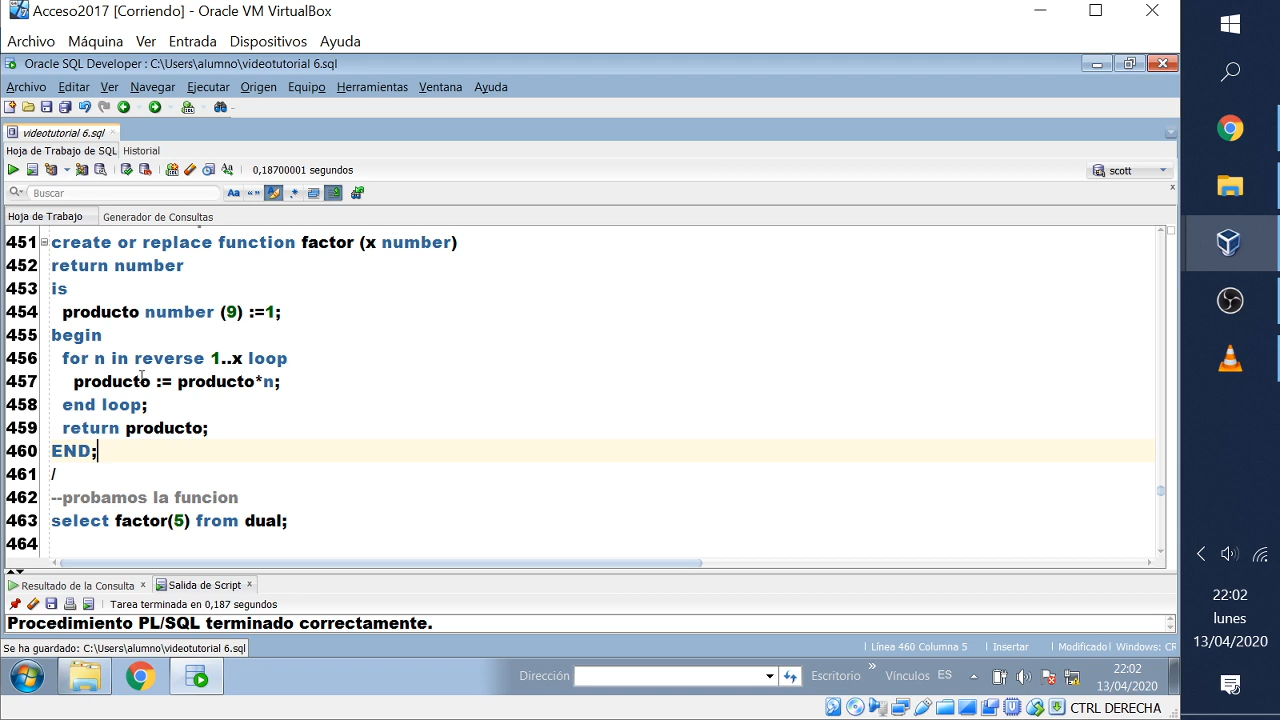 Acceso2017 [Corriendo] - Oracle VM VirtualBox
Archivo Máquina Ver Entrada Dispositivos Ayuda
Oracle SQL Developer : C:\Users\alumno\videotutorial 6.sql
Archivo Editar Ver Navegar Ejecutar Origen Equipo Herramientas Ventana Ayuda
videotutorial 6.sql
Hoja de Trabajo de SQL Historial
0,18700001 segundos
scott
Buscar
Hoja de Trabajo Generador de Consultas
451 create or replace function factor (x number)
452 return number
453 is
454 producto number (9) :=1;
455 begin
456 for n in reverse 1..x loop
457 producto := producto*n;
458 end loop;
459 return producto;
460 END;
461 /
462 --probamos la funcion
463 select factor(5) from dual;
464
Resultado de la Consulta Salida de Script
Tarea terminada en 0,187 segundos
Procedimiento PL/SQL terminado correctamente.
Se ha guardado: C:\Users\alumno\videotutorial 6.sql
Línea 460 Columna 5 Insertar Modificado Windows: CR
Dirección Escritorio Vínculos ES 22:02
13/04/2020
CTRL DERECHA
22:02
lunes
13/04/2020